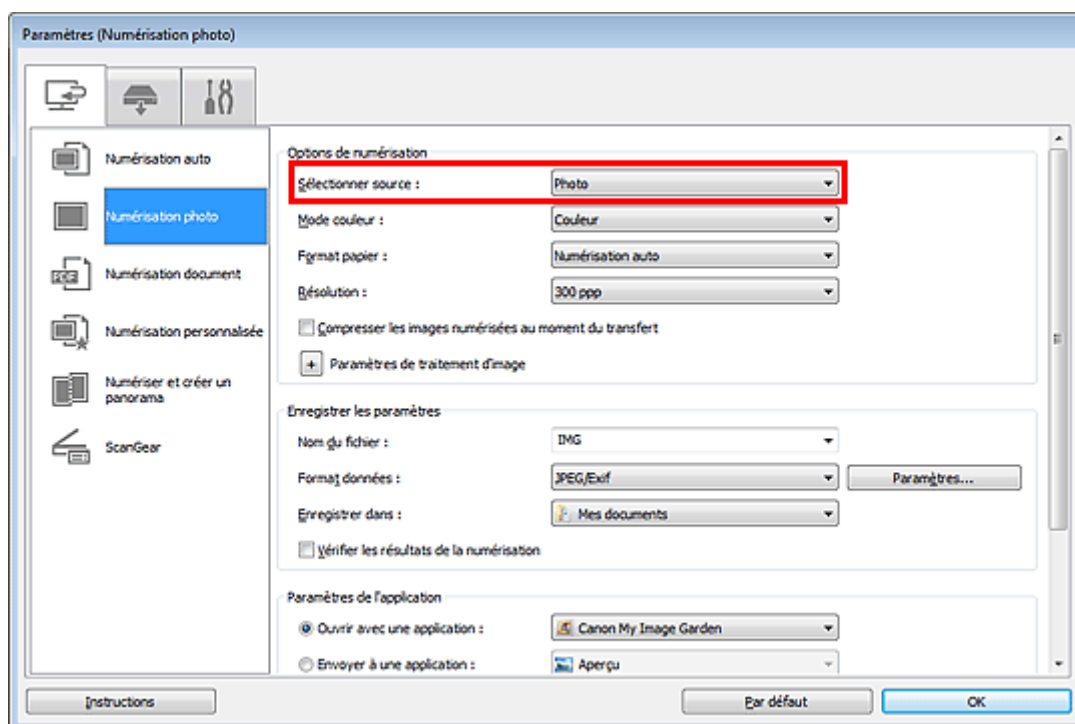 Paramètres (Numérisation photo)
Numérisation auto
Numérisation photo
PDF
Numérisation document
Numérisation personnalisée
Numériser et créer un
panorama
ScanGear
Options de numérisation
Sélectionner source : Photo
Mode couleur : Couleur
Format papier : Numérisation auto
Résolution : 300 ppp
Compresser les images numérisées au moment du transfert
+ Paramètres de traitement d'image
Enregistrer les paramètres
Nom du fichier : IMG
Format données : JPEG/Exif Paramètres...
Enregistrer dans : Mes documents
Vérifier les résultats de la numérisation
Paramètres de l'application
Ouvrir avec une application : Canon My Image Garden
Envoyer à une application : Aperçu
Instructions Par défaut OK